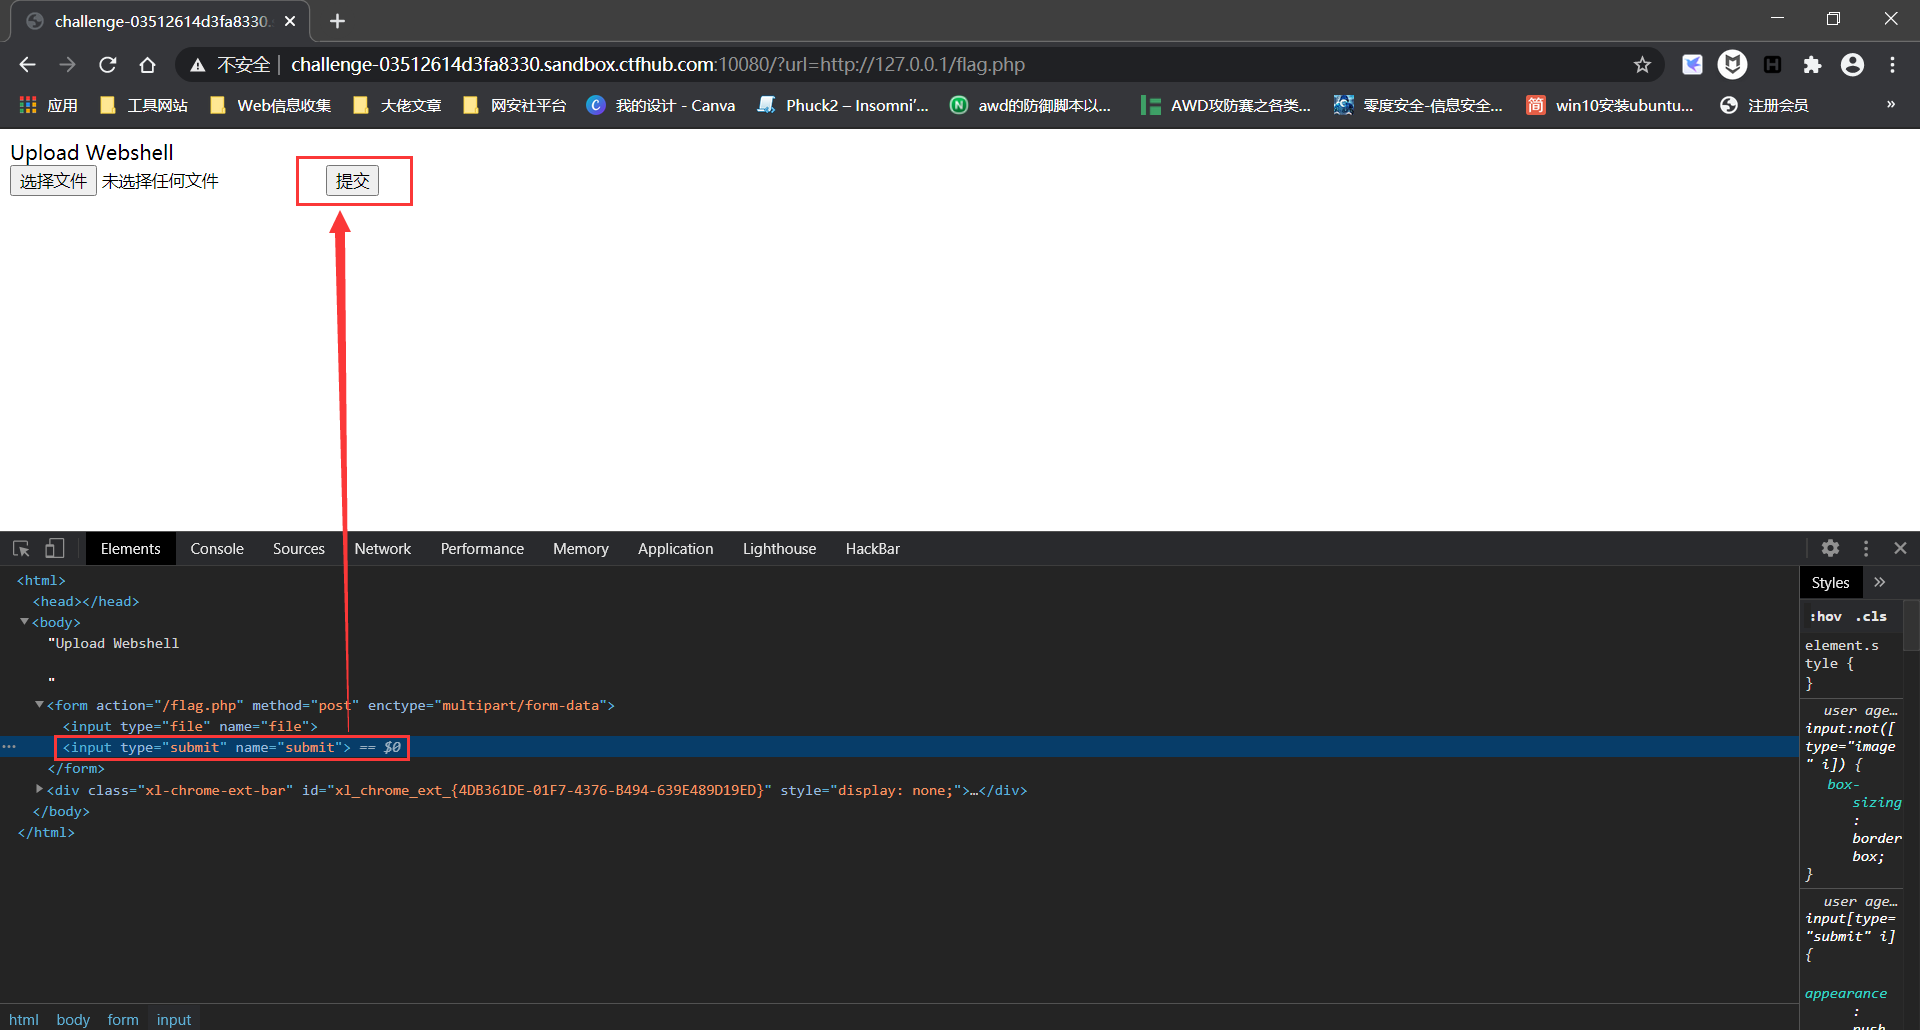 challenge-03512614d3fa8330.s
不安全 | challenge-03512614d3fa8330.sandbox.ctfhub.com:10080/?url=http://127.0.0.1/flag.php
应用 工具网站 Web信息收集 大佬文章 网安社平台 我的设计 - Canva Phuck2 – Insomni'... awd的防御脚本以... AWD攻防赛之各类... 零度安全-信息安全... 简 win10安装ubuntu... 注册会员 »
Upload Webshell
选择文件 未选择任何文件 提交
Elements Console Sources Network Performance Memory Application Lighthouse HackBar
<html>
<head></head>
<body>
"Upload Webshell
"
<form action="/flag.php" method="post" enctype="multipart/form-data">
<input type="file" name="file">
<input type="submit" name="submit"> == $0
</form>
<div class="xl-chrome-ext-bar" id="xl_chrome_ext_{4DB361DE-01F7-4376-B494-639E489D19ED}" style="display: none;">…</div>
</body>
</html>
html body form input
Styles »
:hov .cls
element.s
tyle {
}
user age…
input:not([
type="image
" i]) {
box-
sizing
:
border
box;
}
user age…
input[type=
"submit" i]
{
appearance
: